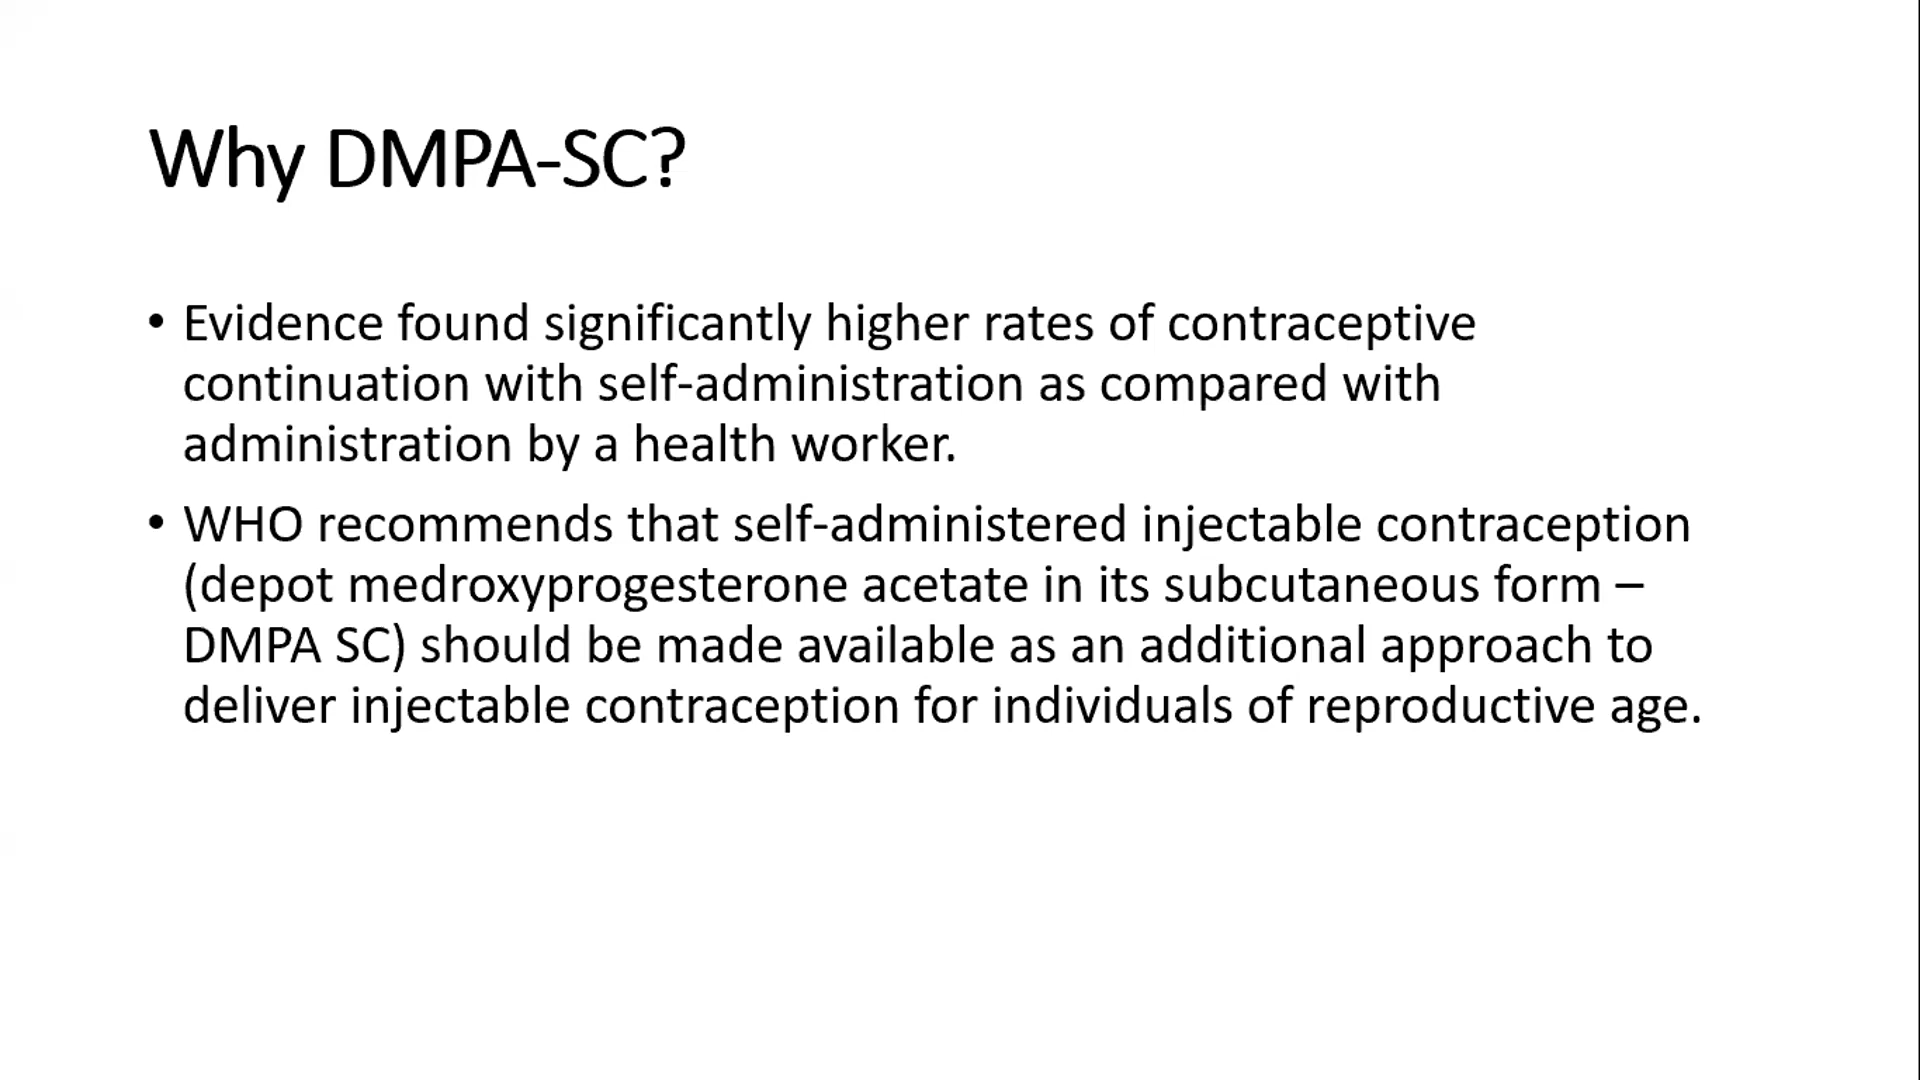 Why DMPA-SC?
• Evidence found significantly higher rates of contraceptive
continuation with self-administration as compared with
administration by a health worker.
• WHO recommends that self-administered injectable contraception
(depot medroxyprogesterone acetate in its subcutaneous form –
DMPA SC) should be made available as an additional approach to
deliver injectable contraception for individuals of reproductive age.